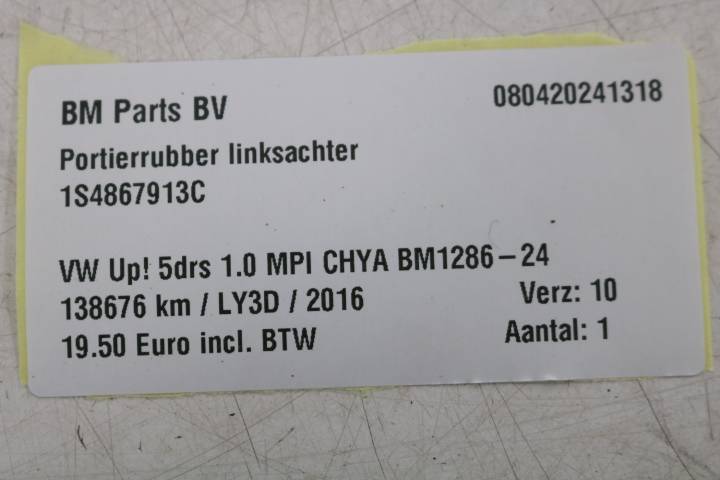 BM Parts BV 080420241318
Portierrubber linksachter
1S4867913C
VW Up! 5drs 1.0 MPI CHYA BM1286-24
138676 km / LY3D / 2016 Verz: 10
19.50 Euro incl. BTW Aantal: 1